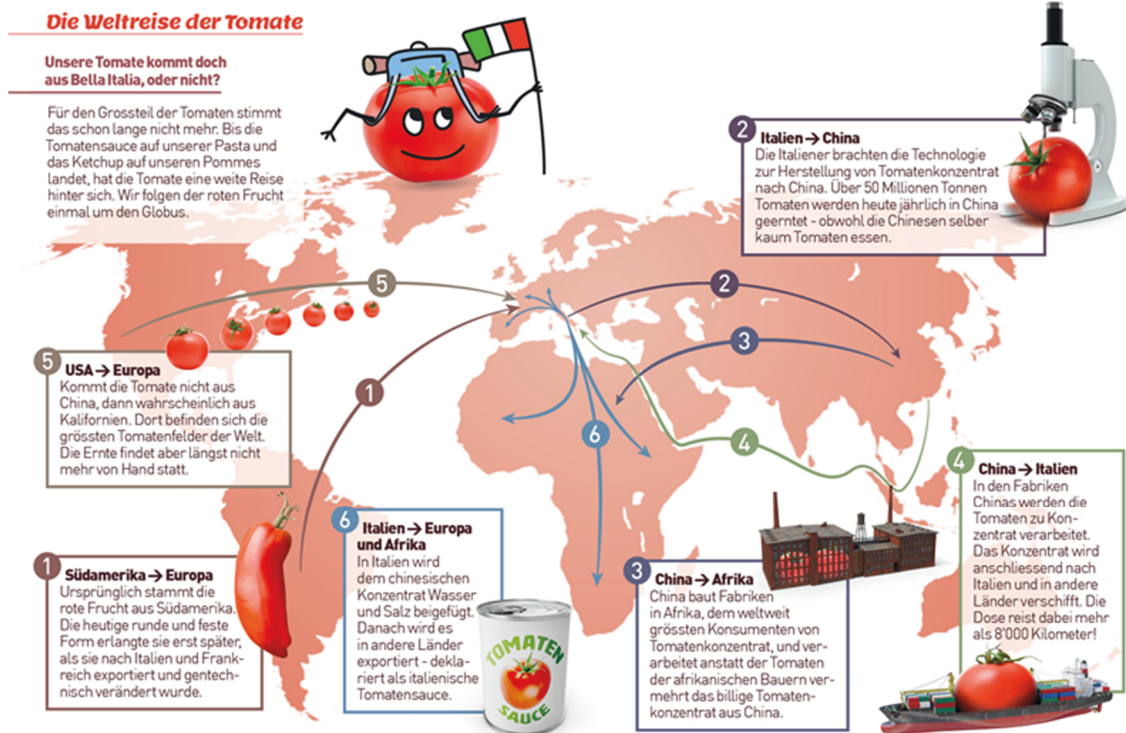 Die Weltreise der Tomate
Unsere Tomate kommt doch
aus Bella Italia, oder nicht?
Für den Grossteil der Tomaten stimmt
das schon lange nicht mehr. Bis die
Tomatensauce auf unserer Pasta und
das Ketchup auf unseren Pommes
landet, hat die Tomate eine weite Reise
hinter sich. Wir folgen der roten Frucht
einmal um den Globus.
2
Italien → China
Die Italiener brachten die Technologie
zur Herstellung von Tomatenkonzentrat
nach China. Über 50 Millionen Tonnen
Tomaten werden heute jährlich in China
geerntet - obwohl die Chinesen selber
kaum Tomaten essen.
5
2
3
1
6
4
5
USA → Europa
Kommt die Tomate nicht aus
China, dann wahrscheinlich aus
Kalifornien. Dort befinden sich die
grössten Tomatenfelder der Welt.
Die Ernte findet aber längst nicht
mehr von Hand statt.
1
Südamerika → Europa
Ursprünglich stammt die
rote Frucht aus Südamerika.
Die heutige runde und feste
Form erlangte sie erst später,
als sie nach Italien und Frank-
reich exportiert und gentech-
nisch verändert wurde.
6
Italien → Europa
und Afrika
In Italien wird
dem chinesischen
Konzentrat Wasser
und Salz beigefügt.
Danach wird es
in andere Länder
exportiert - dekla-
riert als italienische
Tomatensauce.
TOMATEN
SAUCE
3
China → Afrika
China baut Fabriken
in Afrika, dem weltweit
grössten Konsumenten von
Tomatenkonzentrat, und ver-
arbeitet anstatt der Tomaten
der afrikanischen Bauern ver-
mehrt das billige Tomaten-
konzentrat aus China.
4
China → Italien
In den Fabriken
Chinas werden die
Tomaten zu Kon-
zentrat verarbeitet.
Das Konzentrat wird
anschliessend nach
Italien und in andere
Länder verschifft. Die
Dose reist dabei mehr
als 8'000 Kilometer!